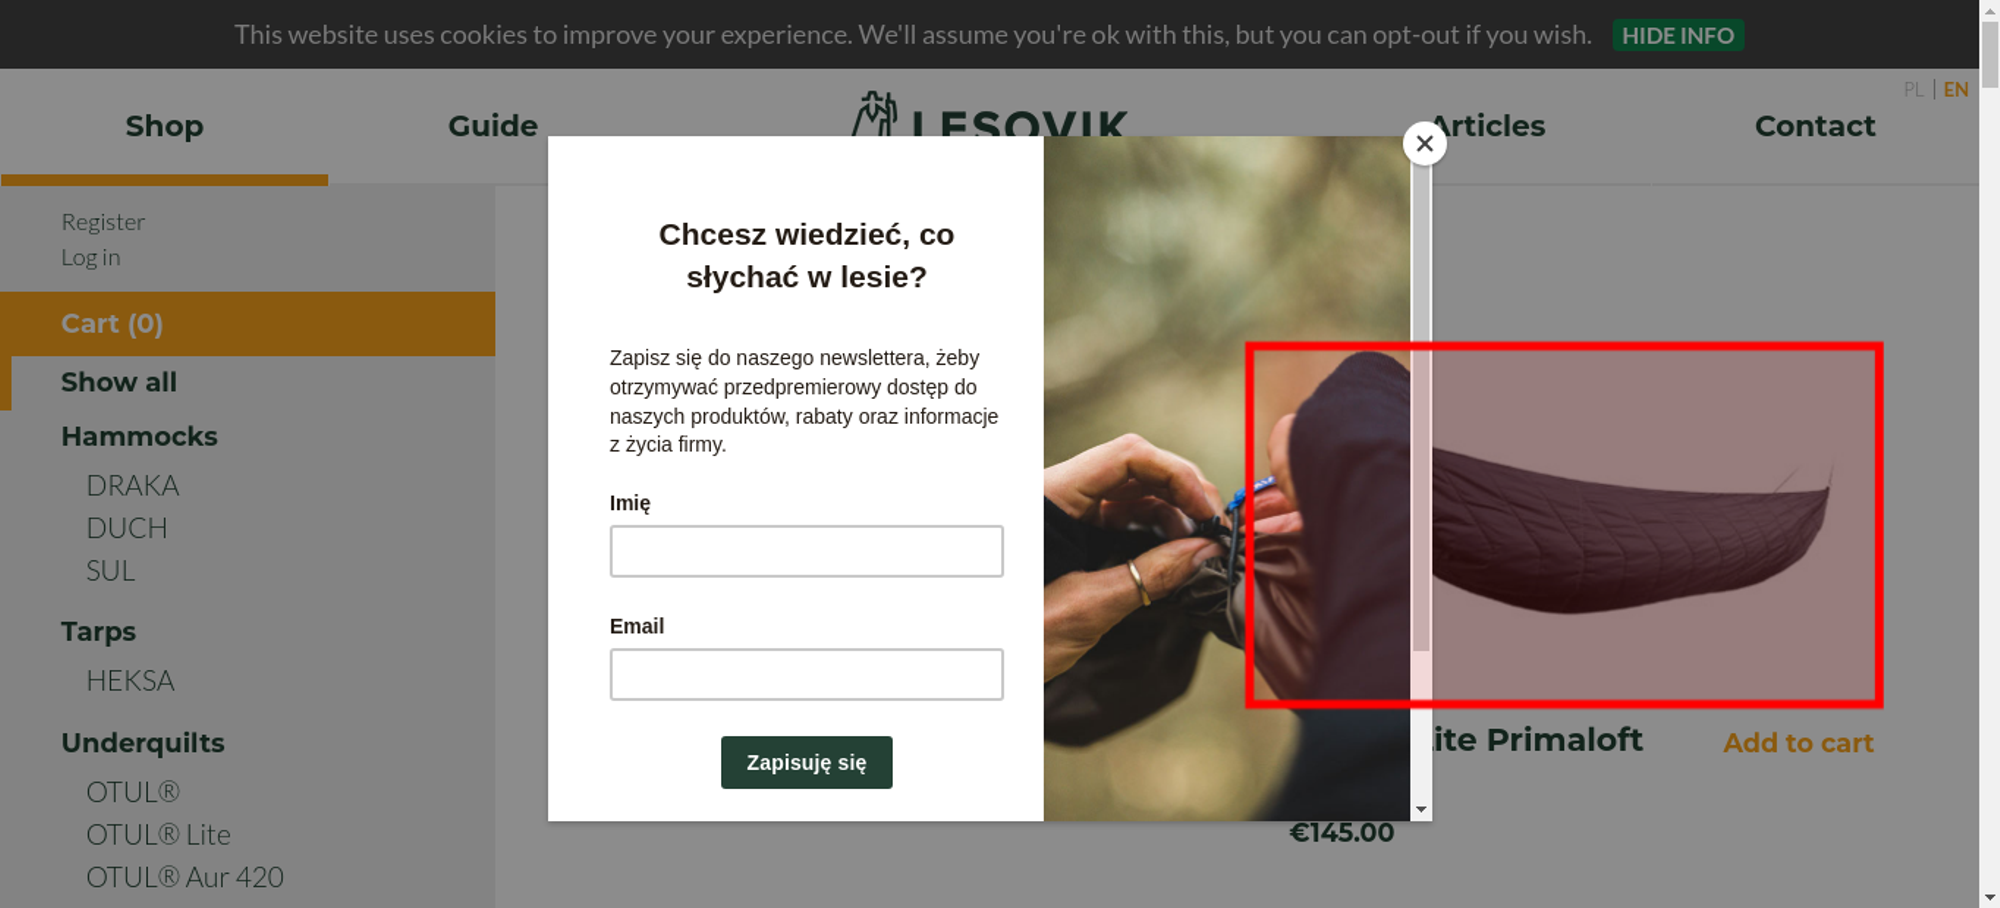 This website uses cookies to improve your experience. We'll assume you're ok with this, but you can opt-out if you wish. HIDE INFO
PL | EN
Shop
Guide
LESOVIK
Articles
Contact
Register
Log in
Cart (0)
Show all
Hammocks
DRAKA
DUCH
SUL
Tarps
HEKSA
Underquilts
OTUL®
OTUL® Lite
OTUL® Aur 420
Chcesz wiedzieć, co
słychać w lesie?
Zapisz się do naszego newslettera, żeby
otrzymywać przedpremierowy dostęp do
naszych produktów, rabaty oraz informacje
z życia firmy.
Imię
Email
Zapisuję się
Primaloft
Add to cart
€145.00